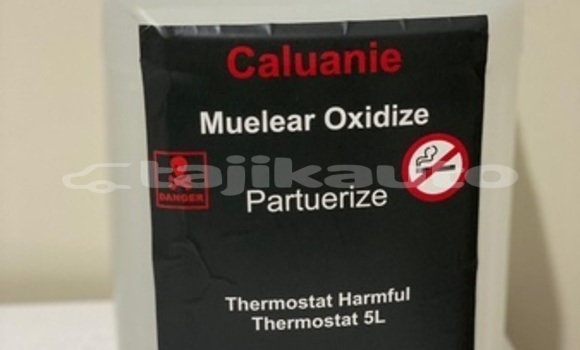 Caluanie
Muelear Oxidize
tajikauto
DANGER
Partuerize
Thermostat Harmful
Thermostat 5L